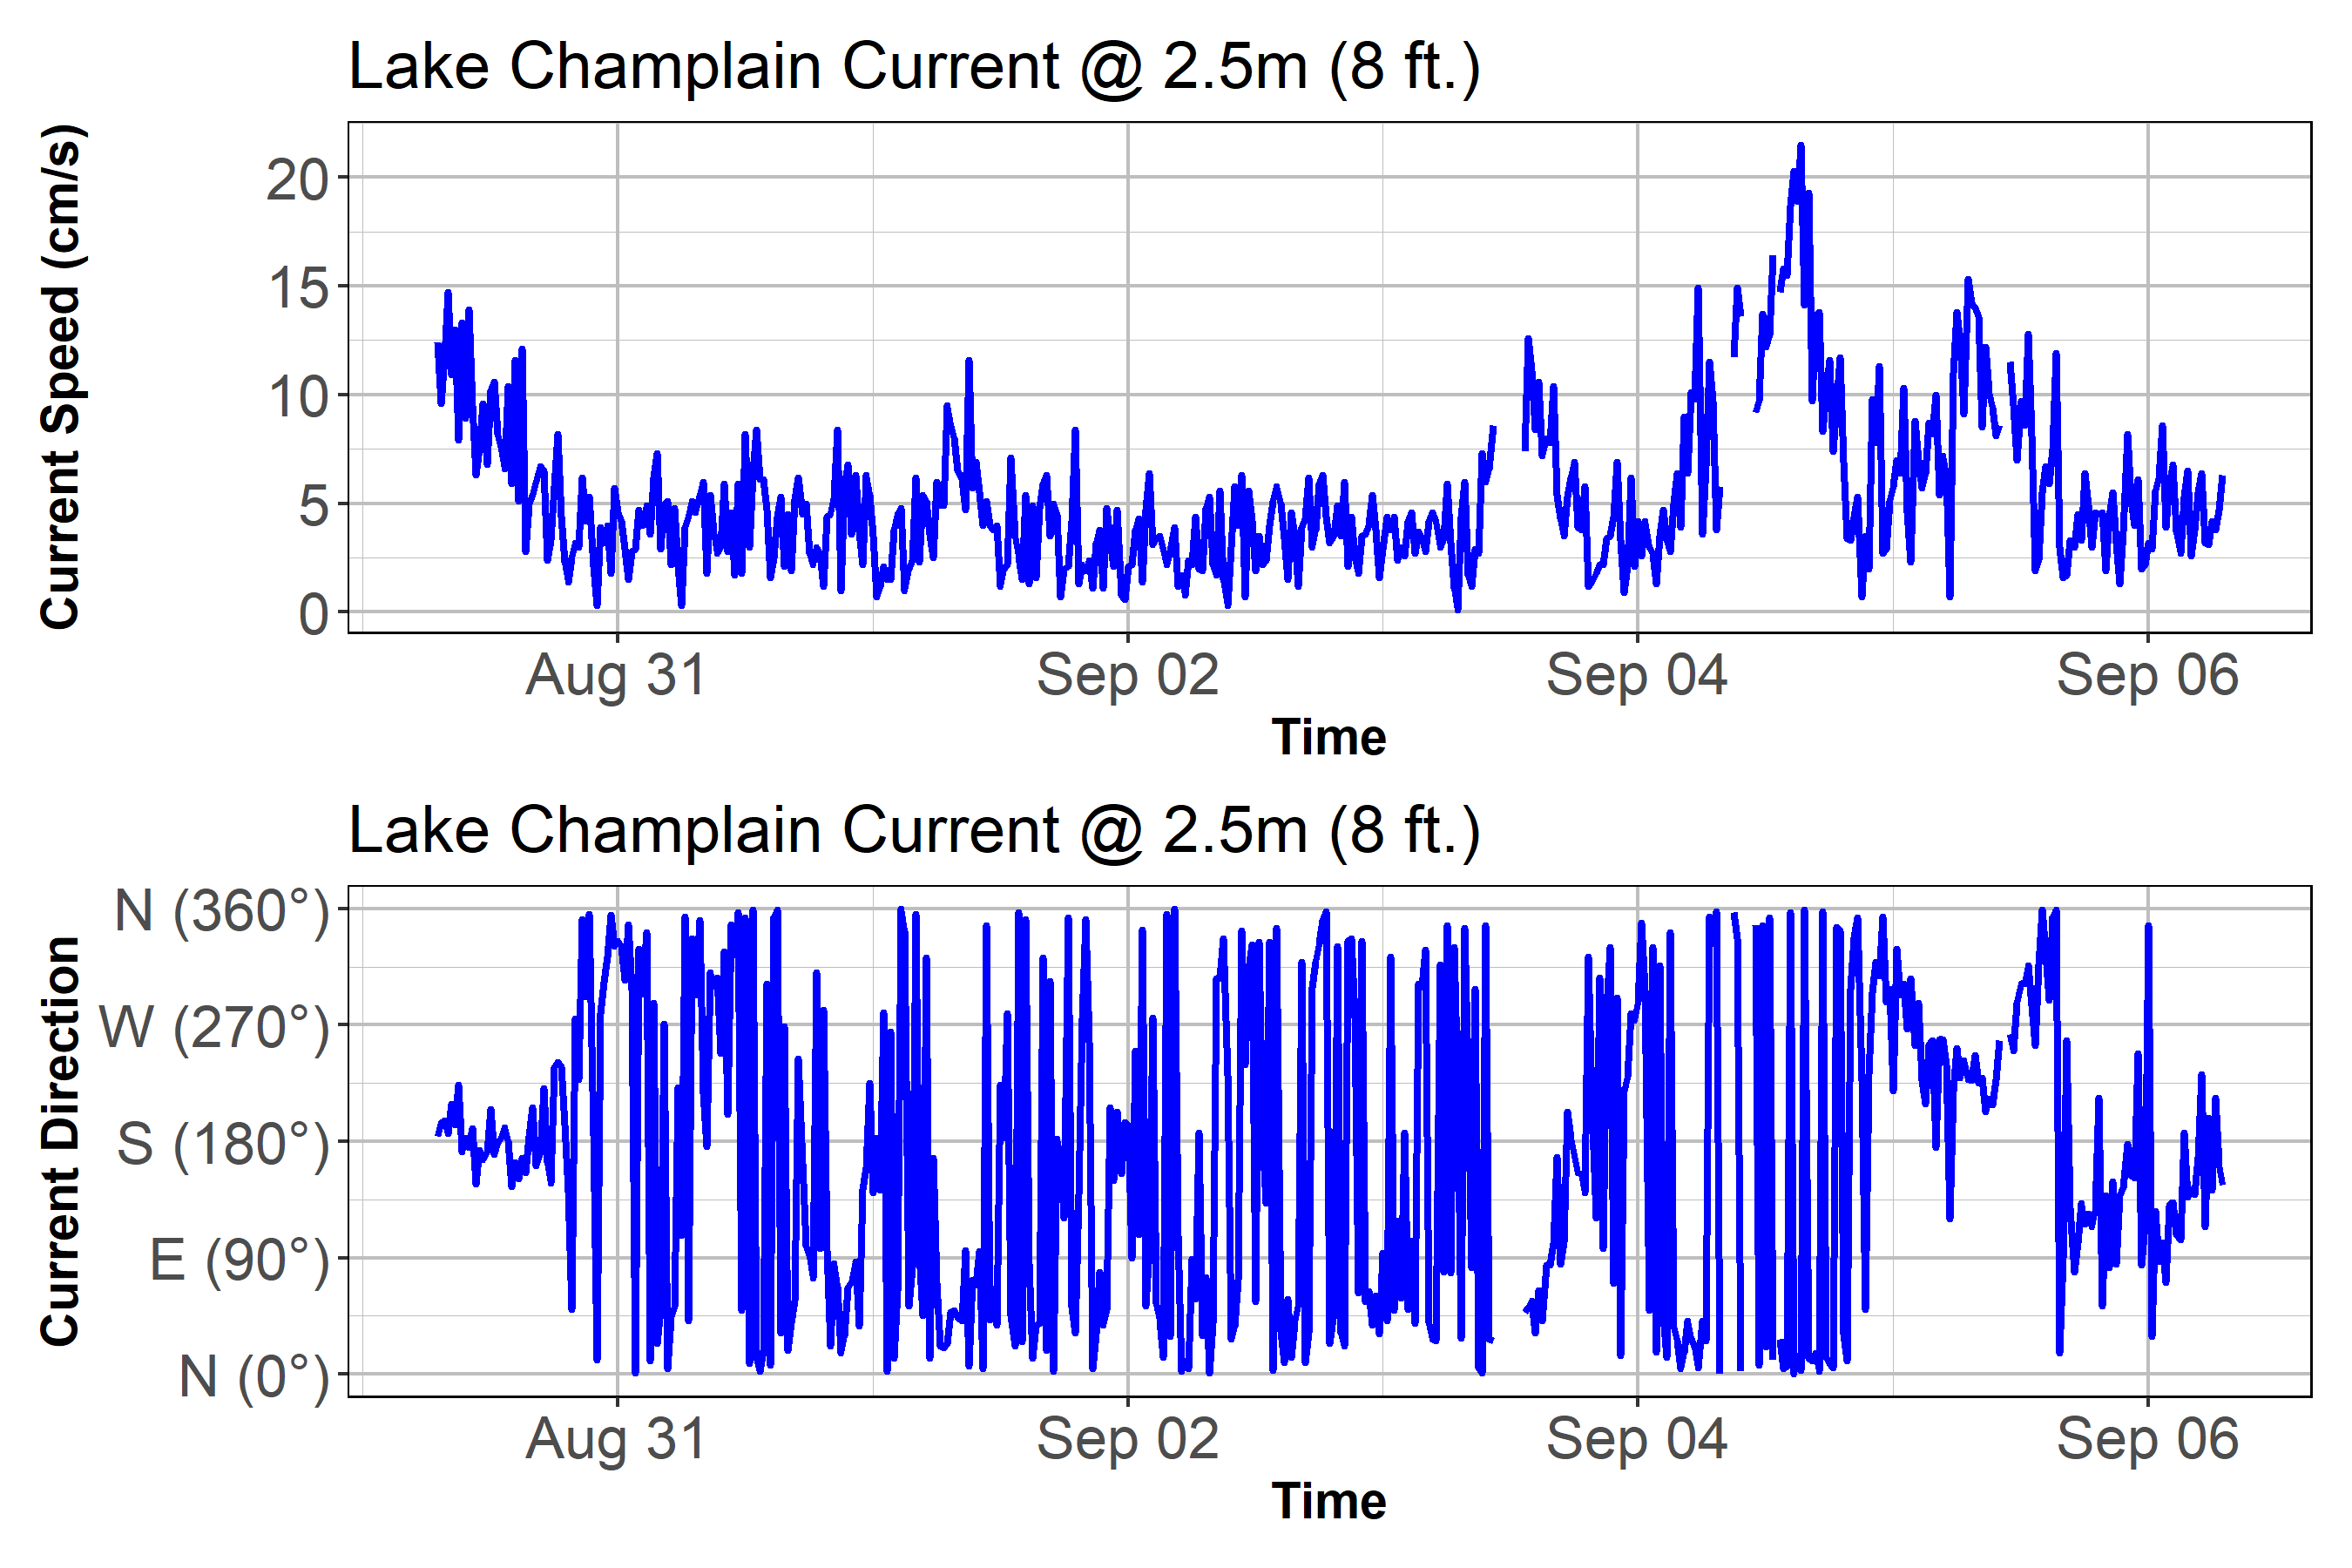 Lake Champlain Current @ 2.5m (8 ft.)
Current Speed (cm/s)
20
15
10
5
0
Aug 31 Sep 02 Sep 04 Sep 06
Time
Lake Champlain Current @ 2.5m (8 ft.)
Current Direction
N (360°)
W (270°)
S (180°)
E (90°)
N (0°)
Aug 31 Sep 02 Sep 04 Sep 06
Time